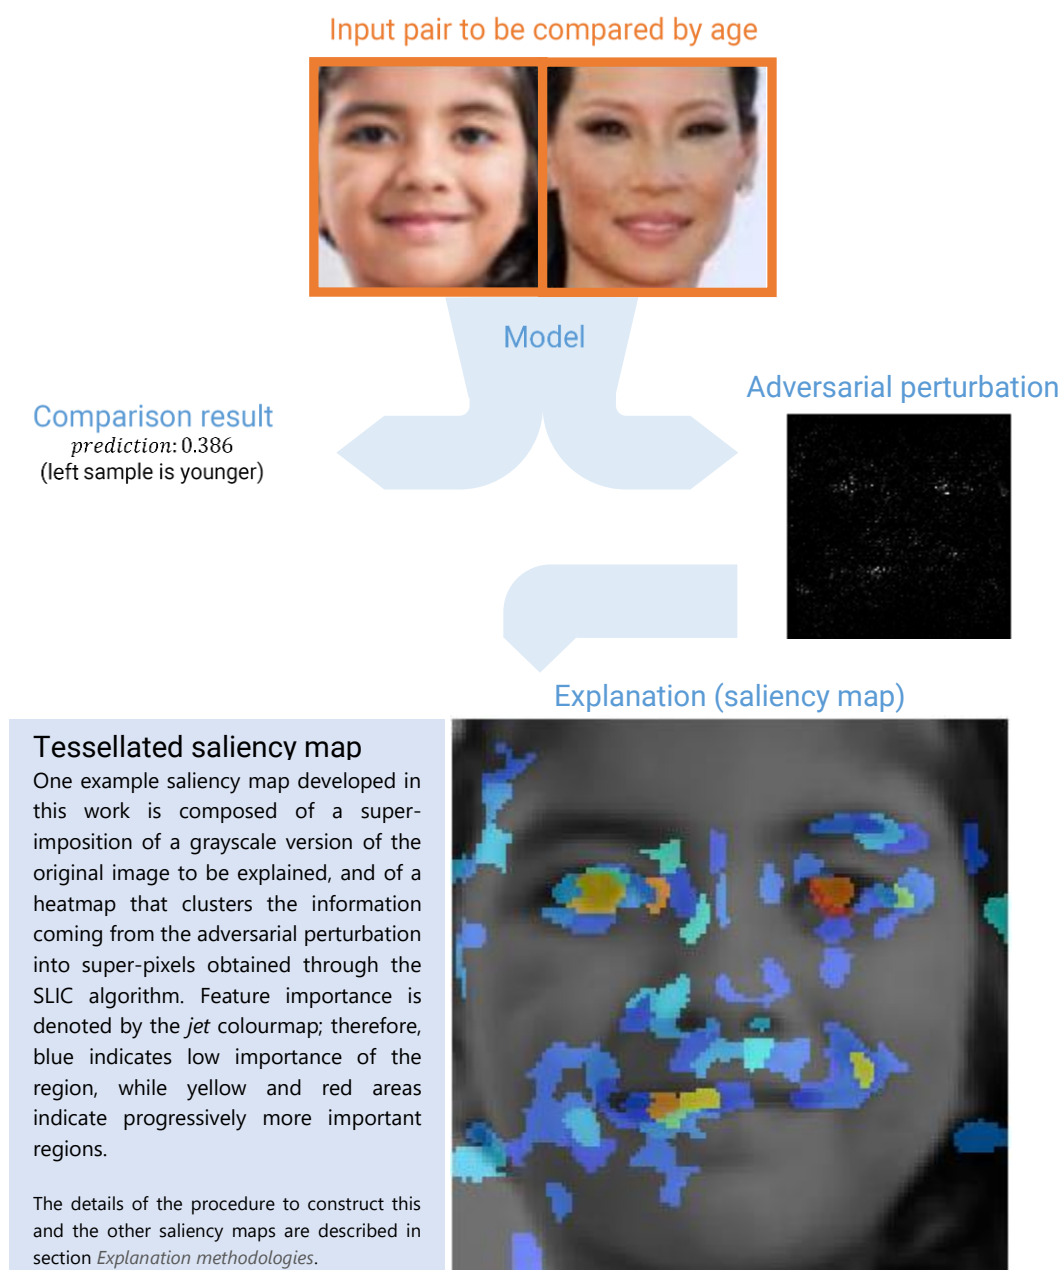 Input pair to be compared by age
Model
Adversarial perturbation
Comparison result
prediction: 0.386
(left sample is younger)
Explanation (saliency map)
Tessellated saliency map
One example saliency map developed in
this work is composed of a super-
imposition of a grayscale version of the
original image to be explained, and of a
heatmap that clusters the information
coming from the adversarial perturbation
into super-pixels obtained through the
SLIC algorithm. Feature importance is
denoted by the jet colourmap; therefore,
blue indicates low importance of the
region, while yellow and red areas
indicate progressively more important
regions.
The details of the procedure to construct this
and the other saliency maps are described in
section Explanation methodologies.